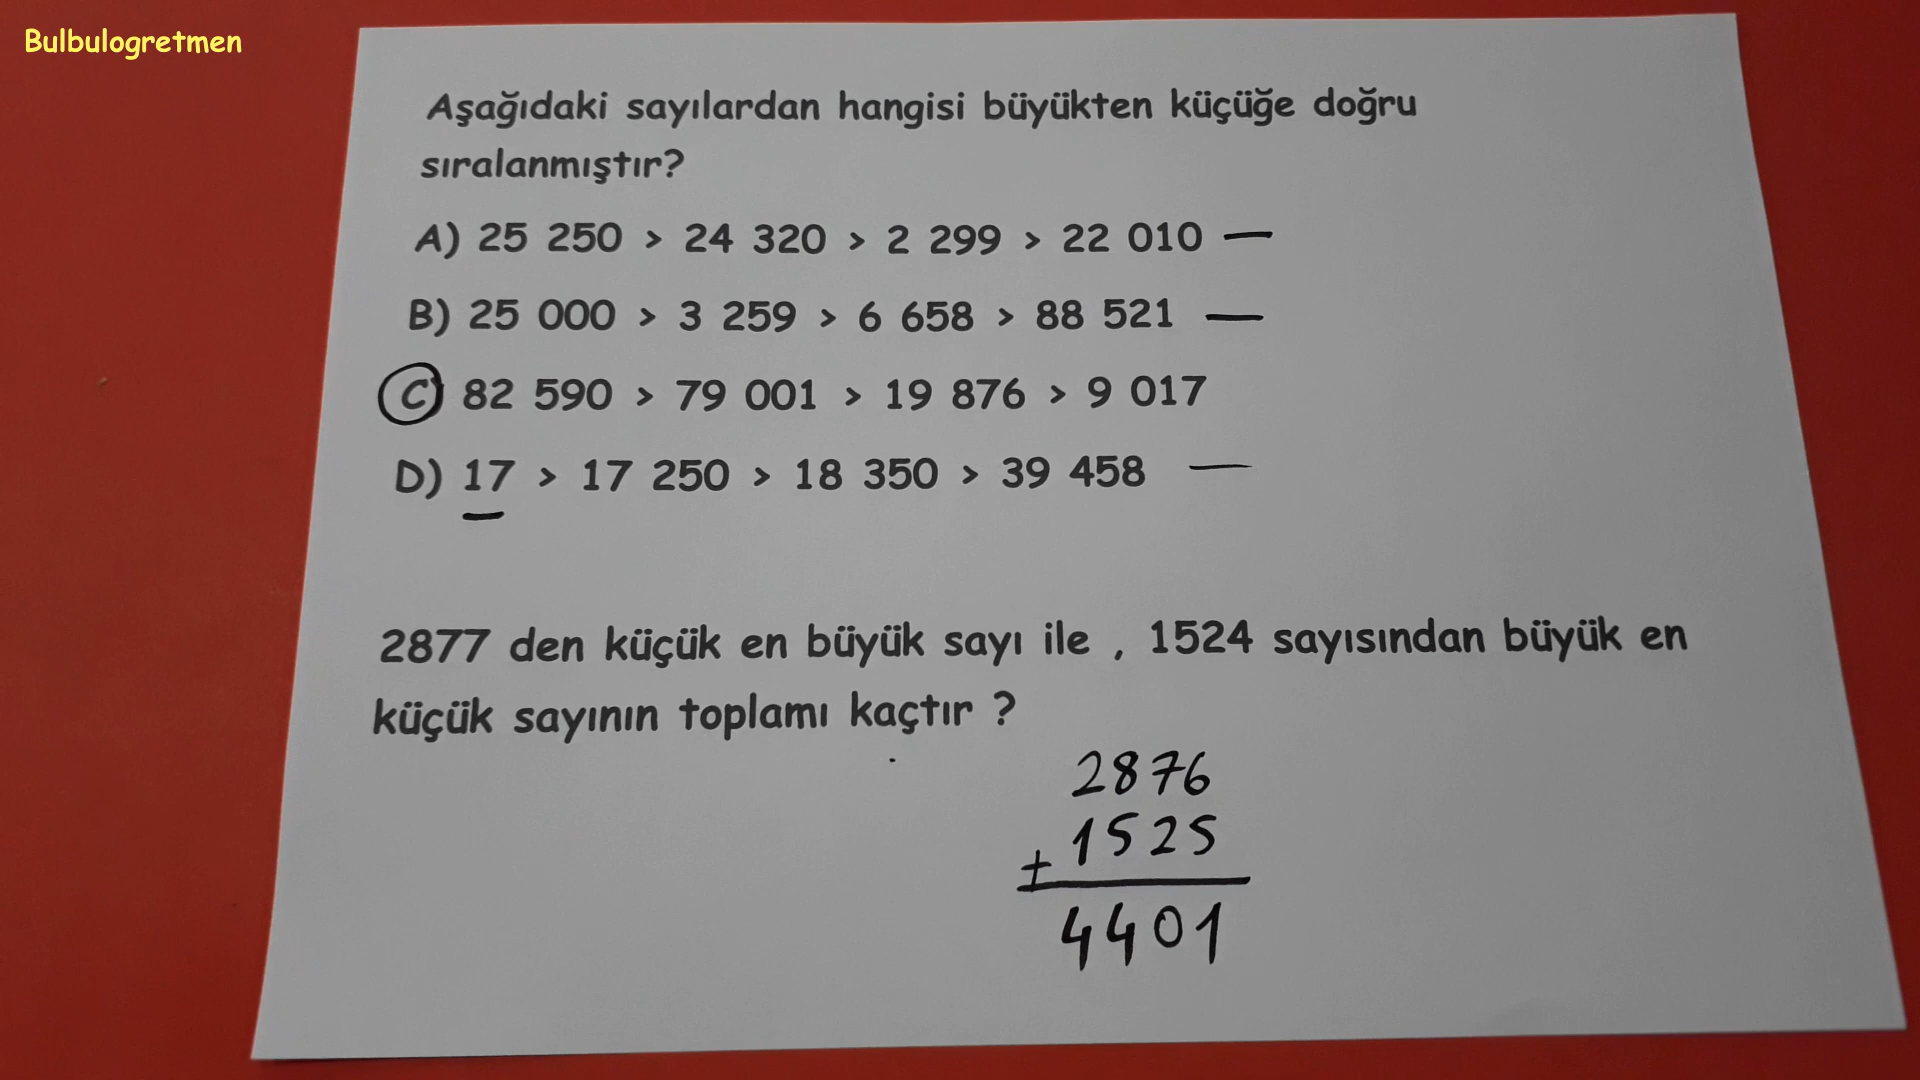 Bulbulogretmen
Aşağıdaki sayılardan hangisi büyükten küçüğe doğru
sıralanmıştır?
A) 25 250 > 24 320 > 2 299 > 22 010 —
B) 25 000 > 3 259 > 6 658 > 88 521 —
C) 82 590 > 79 001 > 19 876 > 9 017
D) 17 > 17 250 > 18 350 > 39 458 —
2877 den küçük en büyük sayı ile , 1524 sayısından büyük en
küçük sayının toplamı kaçtır ?
2876
+ 1525
4401